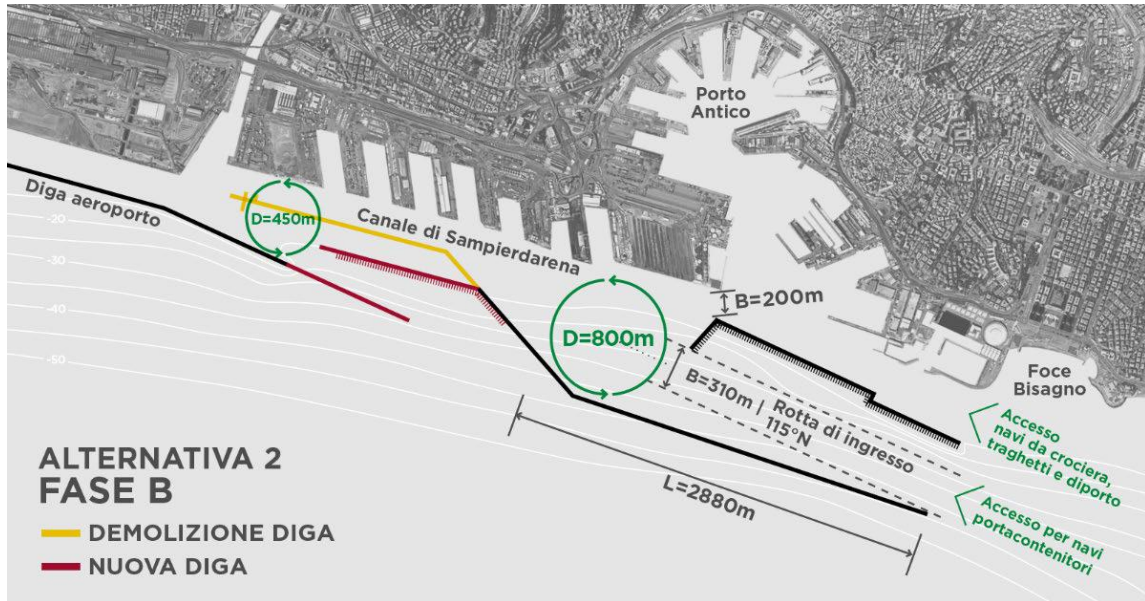 Porto
Antico
Diga aeroporto
D=450m
Canale di Sampierdarena
-20
-30
-40
-50
D=800m
B=200m
B=310m | Rotta di ingresso
115°N
Foce
Bisagno
Accesso
navi da crociera,
traghetti e diporto
L=2880m
Accesso per navi
portacontenitori
ALTERNATIVA 2
FASE B
DEMOLIZIONE DIGA
NUOVA DIGA